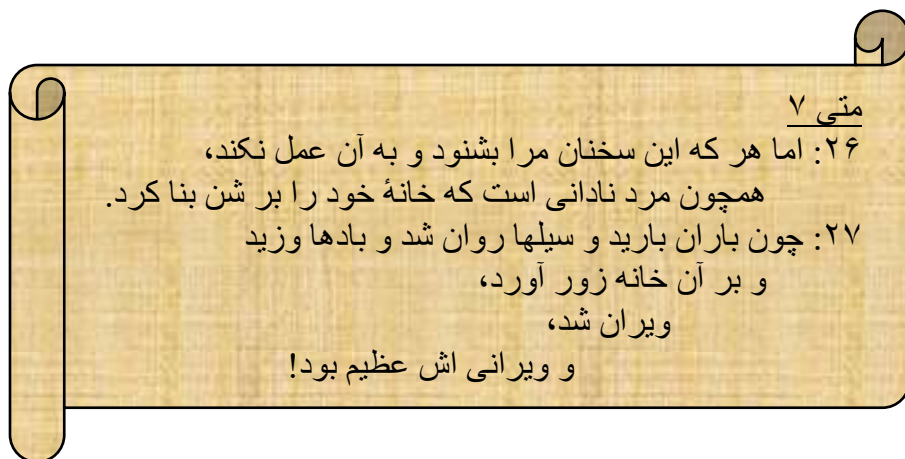 متی ۷
۲۶: اما هر که این سخنان مرا بشنود و به آن عمل نکند،
همچون مرد نادانی است که خانهٔ خود را بر شن بنا کرد.
۲۷: چون باران بارید و سیلها روان شد و بادها وزید
و بر آن خانه زور آورد،
ویران شد،
و ویرانی اش عظیم بود!